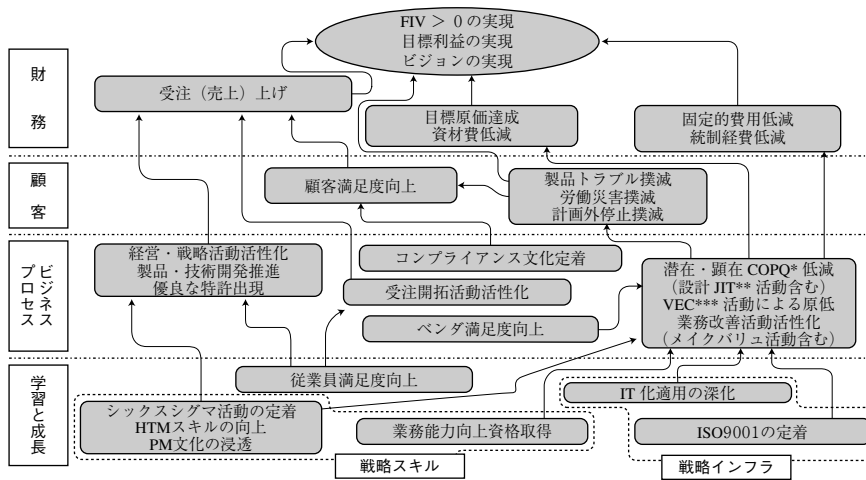 FIV > 0の実現
目標利益の実現
ビジョンの実現
財務
受注（売上）上げ
目標原価達成
資材費低減
固定的費用低減
統制経費低減
顧客
顧客満足度向上
製品トラブル撲滅
労働災害撲滅
計画外停止撲滅
ビジネス
プロセス
経営・戦略活動活性化
製品・技術開発推進
優良な特許出現
コンプライアンス文化定着
受注開拓活動活性化
ベンダ満足度向上
潜在・顕在 COPQ* 低減
（設計 JIT** 活動含む）
VEC*** 活動による原低
業務改善活動活性化
（メイクバリュ活動含む）
学習と成長
従業員満足度向上
IT 化適用の深化
シックスシグマ活動の定着
HTMスキルの向上
PM文化の浸透
業務能力向上資格取得
ISO9001の定着
戦略スキル
戦略インフラ